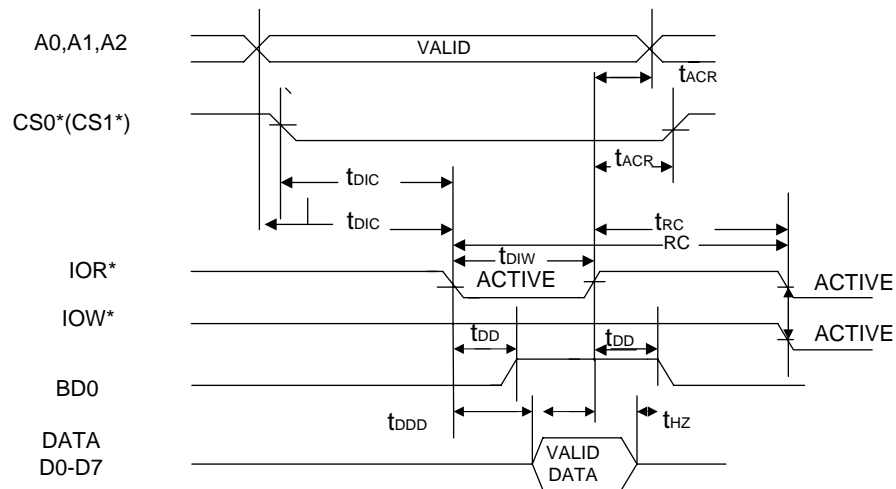 A0,A1,A2
VALID
tACR
CS0*(CS1*)
tACR
tDIC
tDIC
tRC
RC
tDIW
IOR*
ACTIVE
ACTIVE
IOW*
ACTIVE
tDD
tDD
BD0
tDDD
tHZ
DATA
D0-D7
VALID
DATA